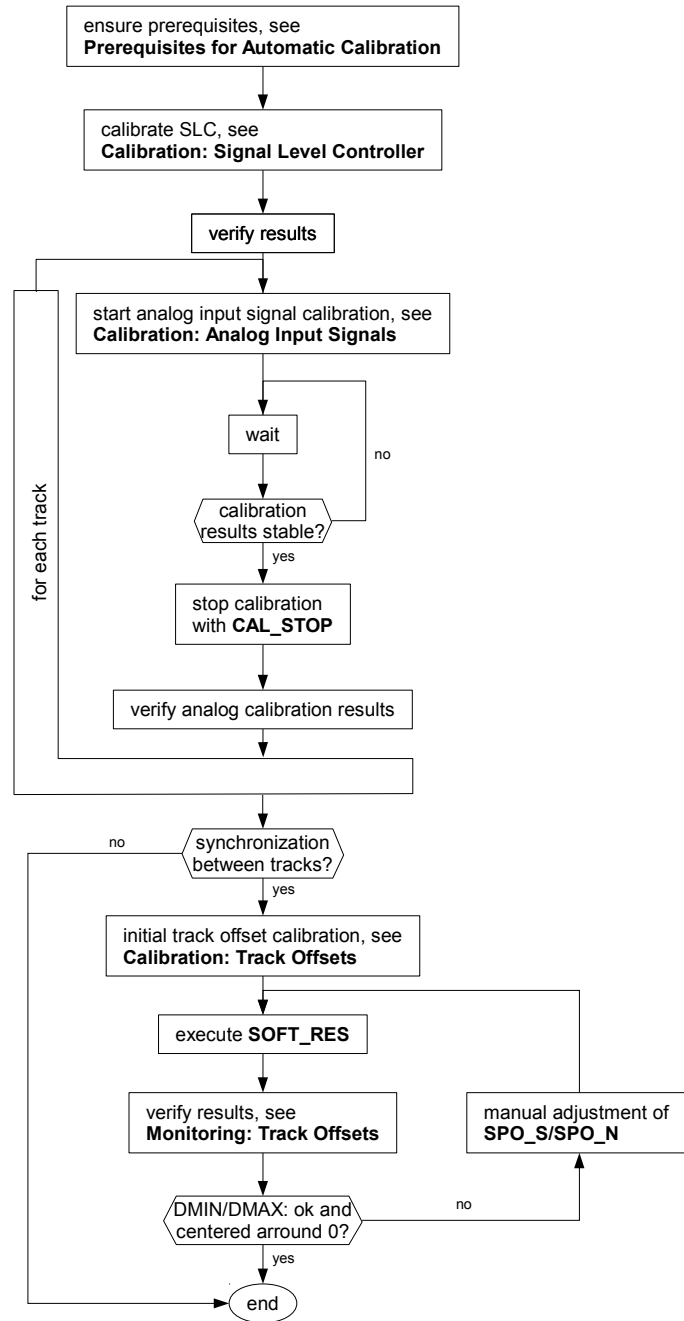 ensure prerequisites, see
Prerequisites for Automatic Calibration
calibrate SLC, see
Calibration: Signal Level Controller
verify results
start analog input signal calibration, see
Calibration: Analog Input Signals
wait
no
calibration
results stable?
yes
for each track
stop calibration
with CAL_STOP
verify analog calibration results
no
synchronization
between tracks?
yes
initial track offset calibration, see
Calibration: Track Offsets
execute SOFT_RES
verify results, see
Monitoring: Track Offsets
manual adjustment of
SPO_S/SPO_N
DMIN/DMAX: ok and
centered arround 0?
no
yes
end